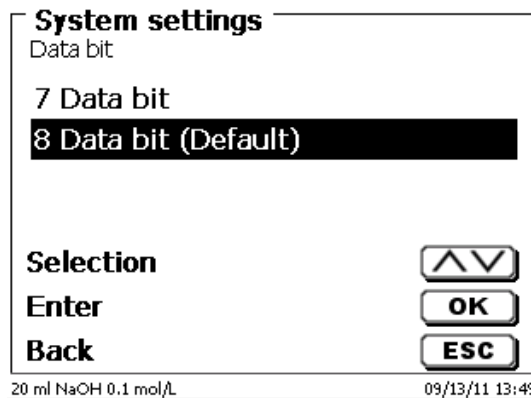 System settings
Data bit
7 Data bit
8 Data bit (Default)
Selection
Enter OK
Back ESC
20 ml NaOH 0.1 mol/L 09/13/11 13:49